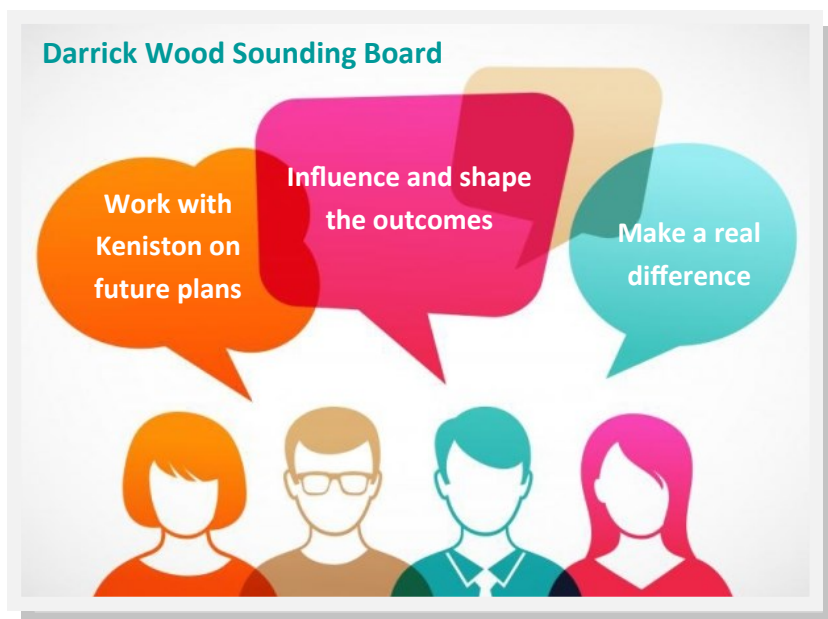 Darrick Wood Sounding Board
Work with
Keniston on
future plans
Influence and shape
the outcomes
Make a real
difference